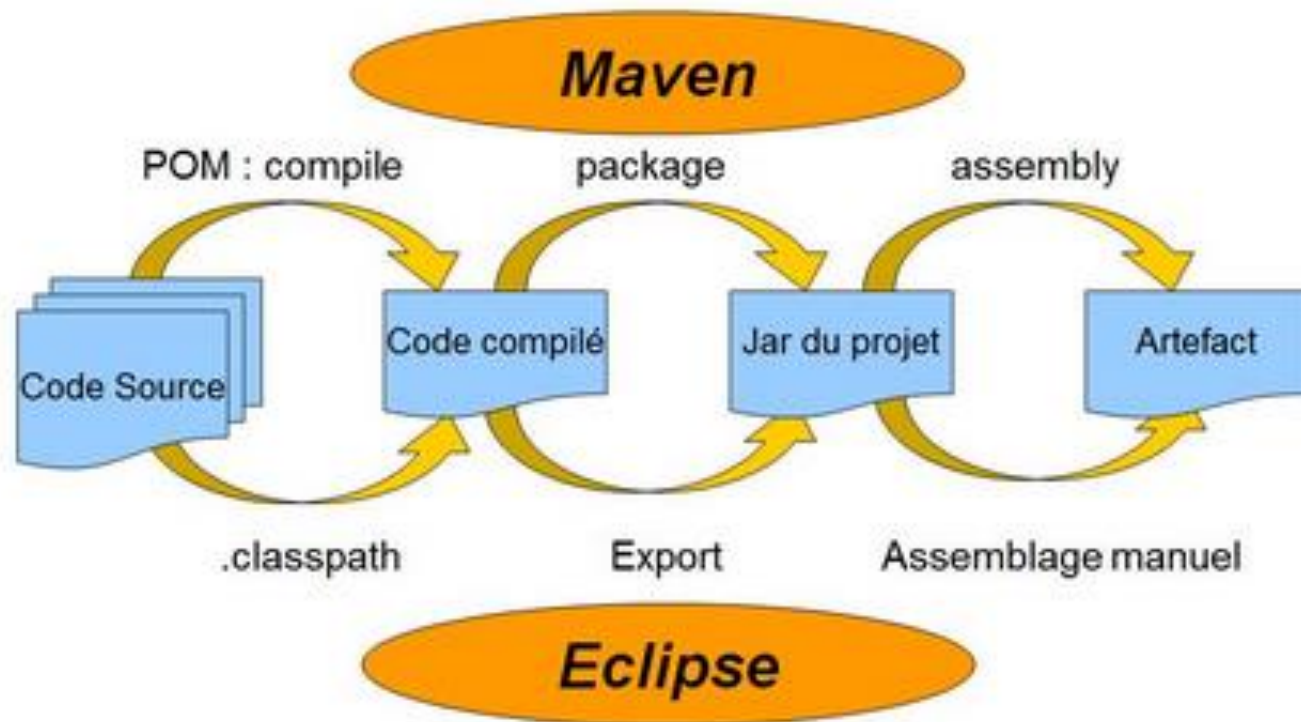 Maven
POM : compile
package
assembly
Code Source
Code compilé
Jar du projet
Artefact
.classpath
Export
Assemblage manuel
Eclipse